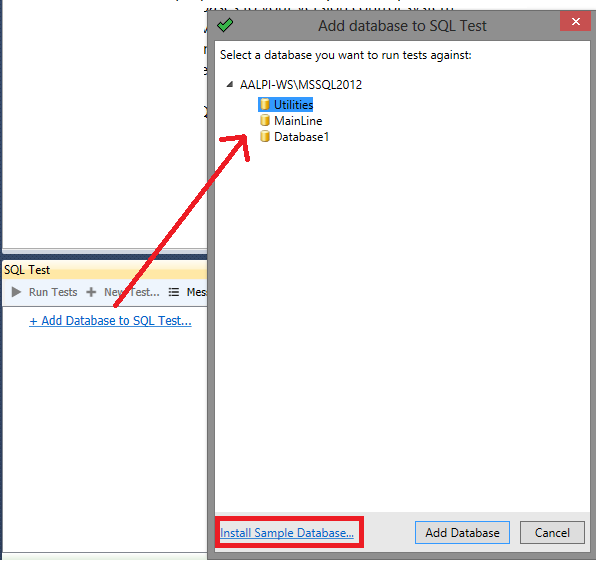 Add database to SQL Test
Select a database you want to run tests against:
AALPI-WS\MSSQL2012
Utilities
MainLine
Database1
SQL Test
Run Tests New Test...
+ Add Database to SQL Test...
Install Sample Database... Add Database Cancel